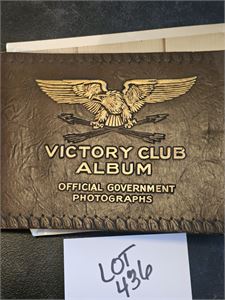 VICTORY CLUB
ALBUM
OFFICIAL GOVERNMENT
PHOTOGRAPHS
LOT
436